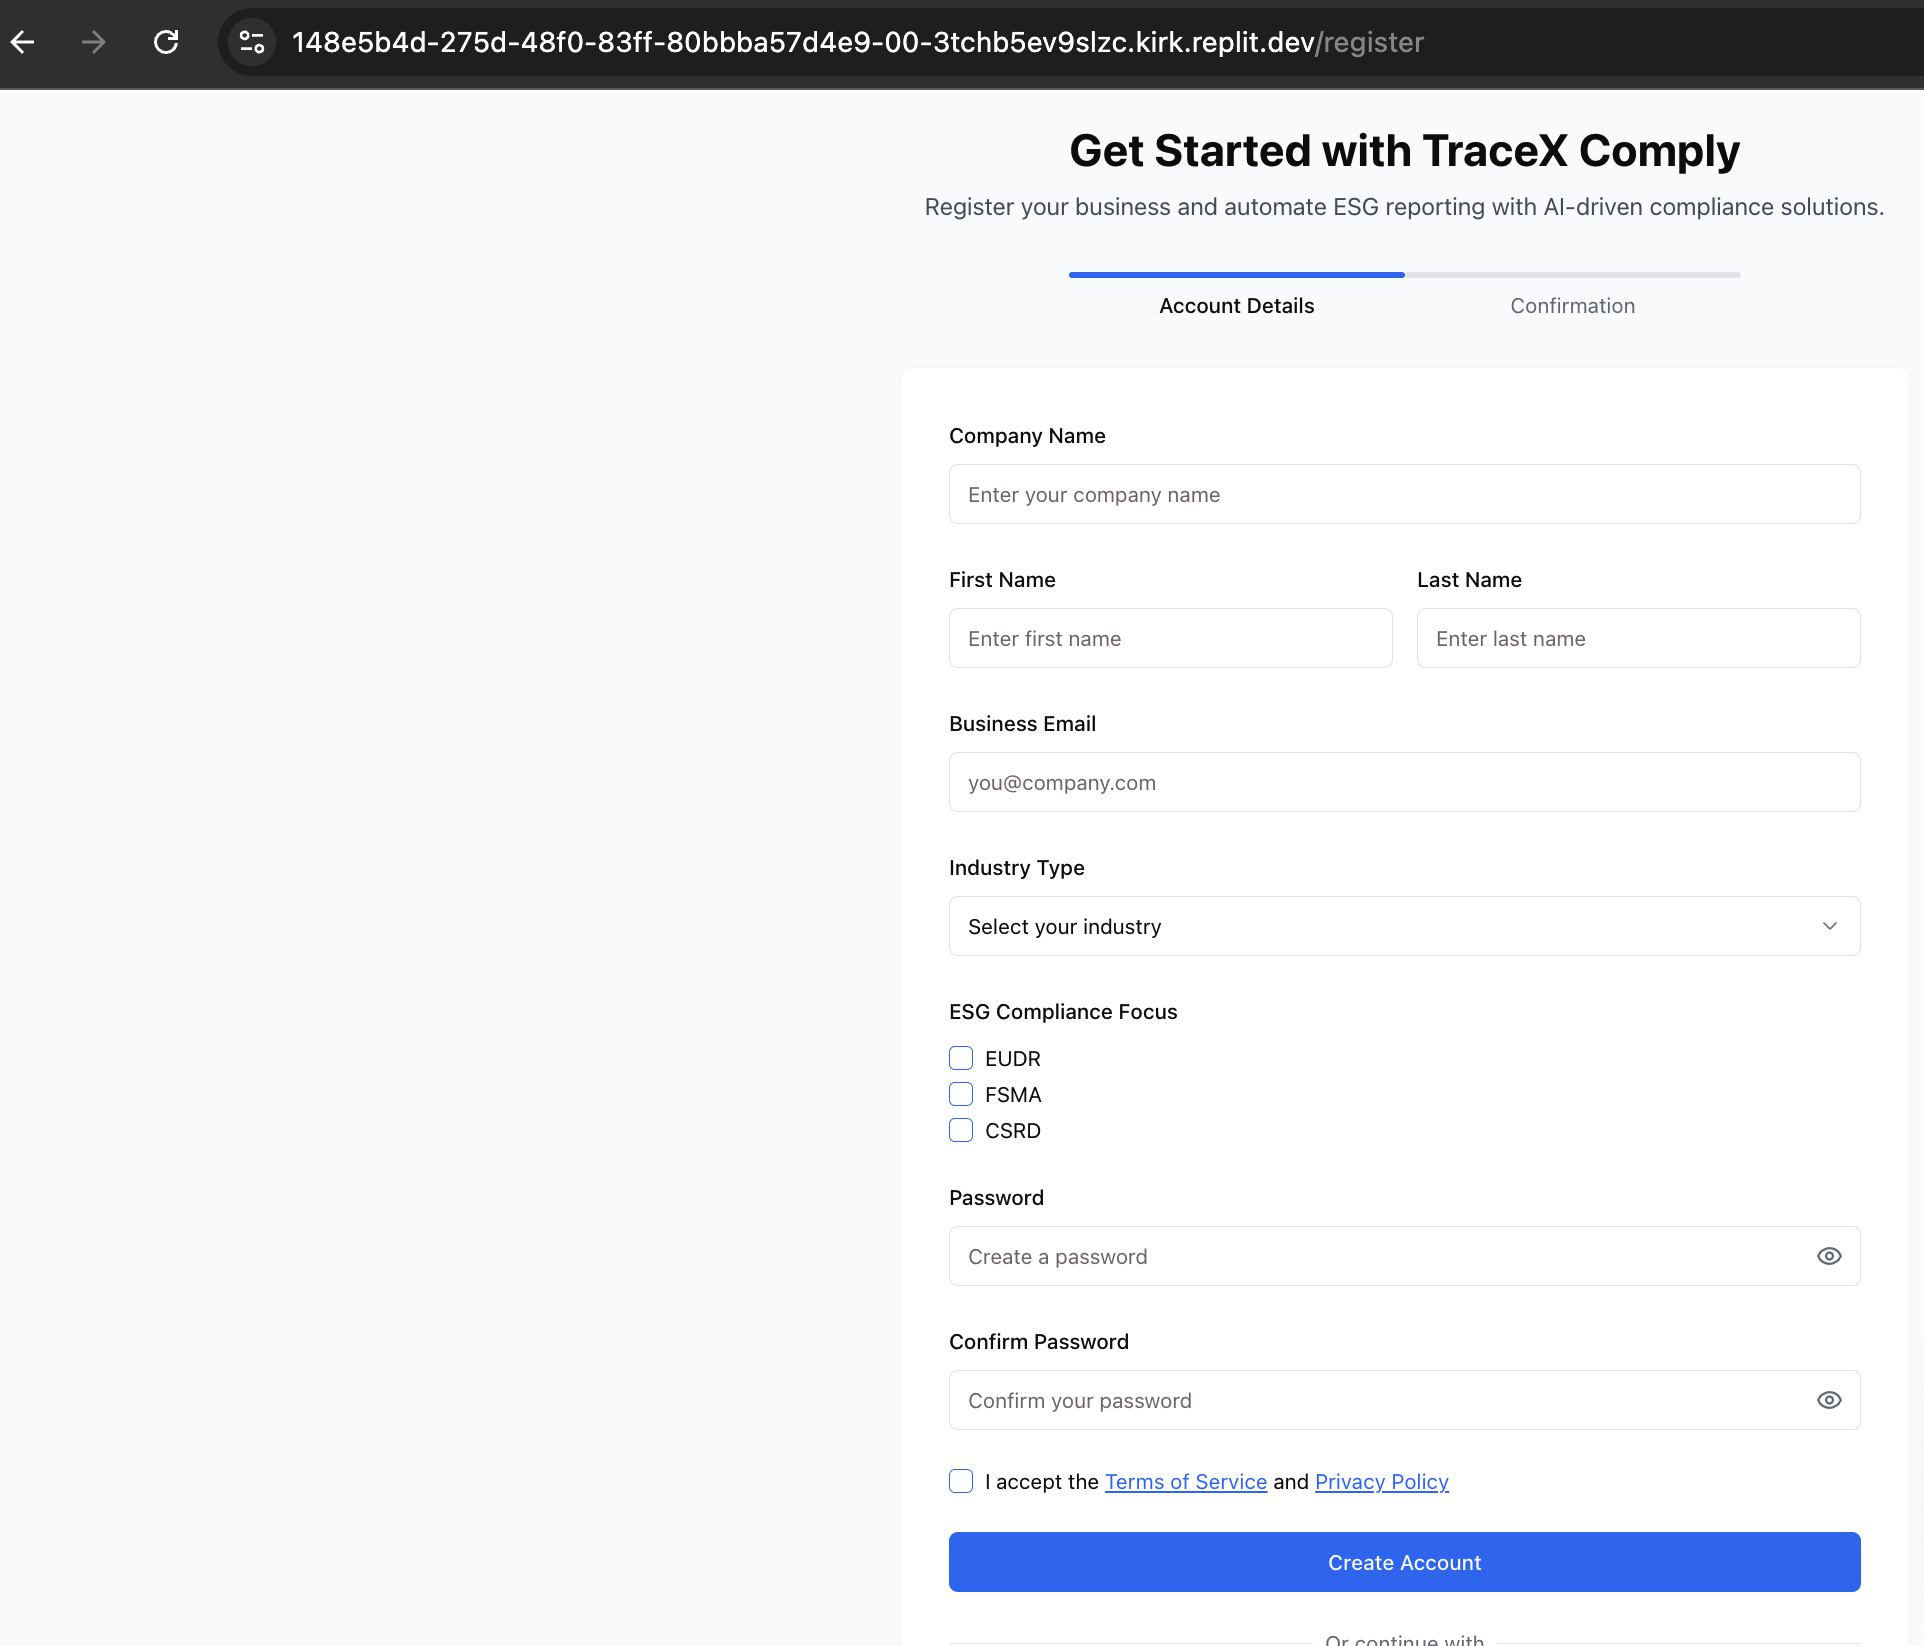 148e5b4d-275d-48f0-83ff-80bbba57d4e9-00-3tchb5ev9slzc.kirk.replit.dev/register
Get Started with TraceX Comply
Register your business and automate ESG reporting with AI-driven compliance solutions.
Account Details Confirmation
Company Name
Enter your company name
First Name Last Name
Enter first name Enter last name
Business Email
you@company.com
Industry Type
Select your industry
ESG Compliance Focus
EUDR
FSMA
CSRD
Password
Create a password
Confirm Password
Confirm your password
I accept the Terms of Service and Privacy Policy
Create Account
Or continue with